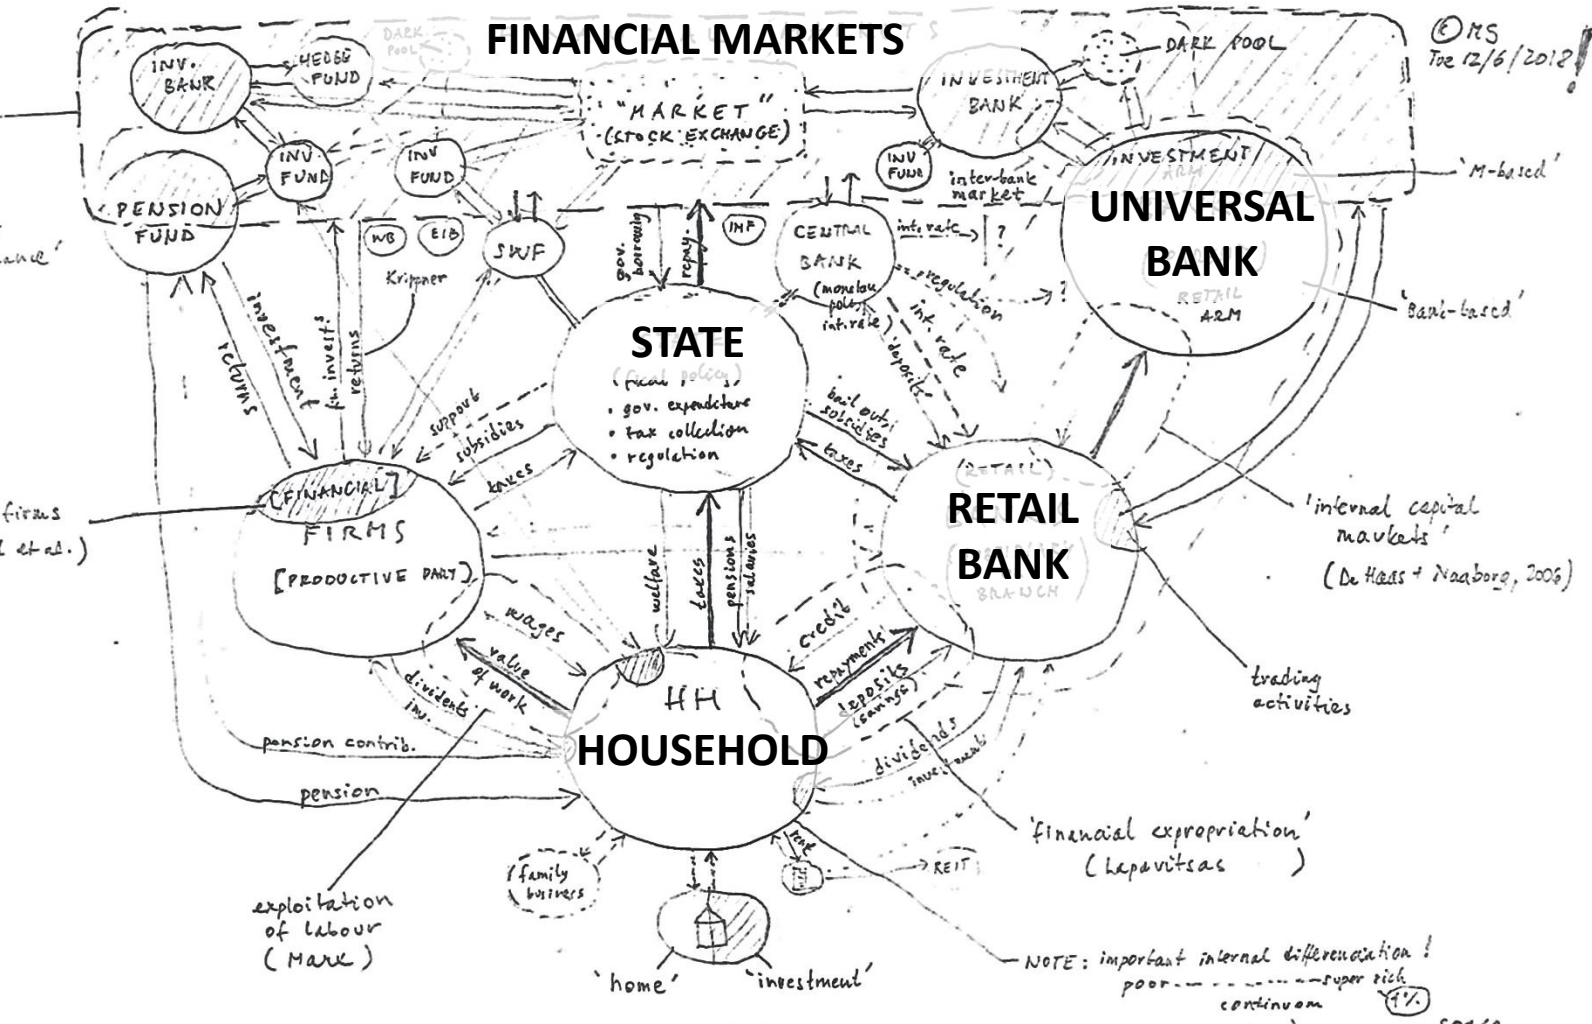 FINANCIAL MARKETS
© MS
Tue 12/6/2018!
DARK
POOL
INV.
BANK
HEDGE
FUND
"MARKET"
(STOCK EXCHANGE)
INVESTMENT
BANK
DARK POOL
INV
FUND
INV
FUND
INV
FUND
inter-bank
market
INVESTMENT
ARM
'M-based'
PENSION
FUND
WB
EIB
SWF
gov.
borrowing
repay.
IMF
CENTRAL
BANK
(monetary
int. rate)
int. rate
?
UNIVERSAL
BANK
RETAIL
ARM
'Bank-based'
Krippner
regulation
?
int. rate
deposits
returns
investment
fin. invest.s
returns
STATE
(fiscal policy)
• gov. expenditure
• tax collection
• regulation
support
subsidies
taxes
bail out/
subsidies
taxes
firms
et al.)
[FINANCIAL]
FIRMS
[PRODUCTIVE PART]
(RETAIL)
RETAIL
BANK
BRANCH
'internal capital
markets'
(De Haas + Naaborg, 2006)
welfare
taxes
pensions
salaries
wages
value
of work
dividents
inv.
credit
repayments
deposits
(savings)
dividends
investment
trading
activities
HH
HOUSEHOLD
pension contrib.
pension
'financial expropriation'
(Lapavitsas )
family
business
rent
REIT
exploitation
of labour
(Marx)
'home'
'investment'
NOTE: important internal differenciation!
poor - - - - - - - super rich
continuum
1%